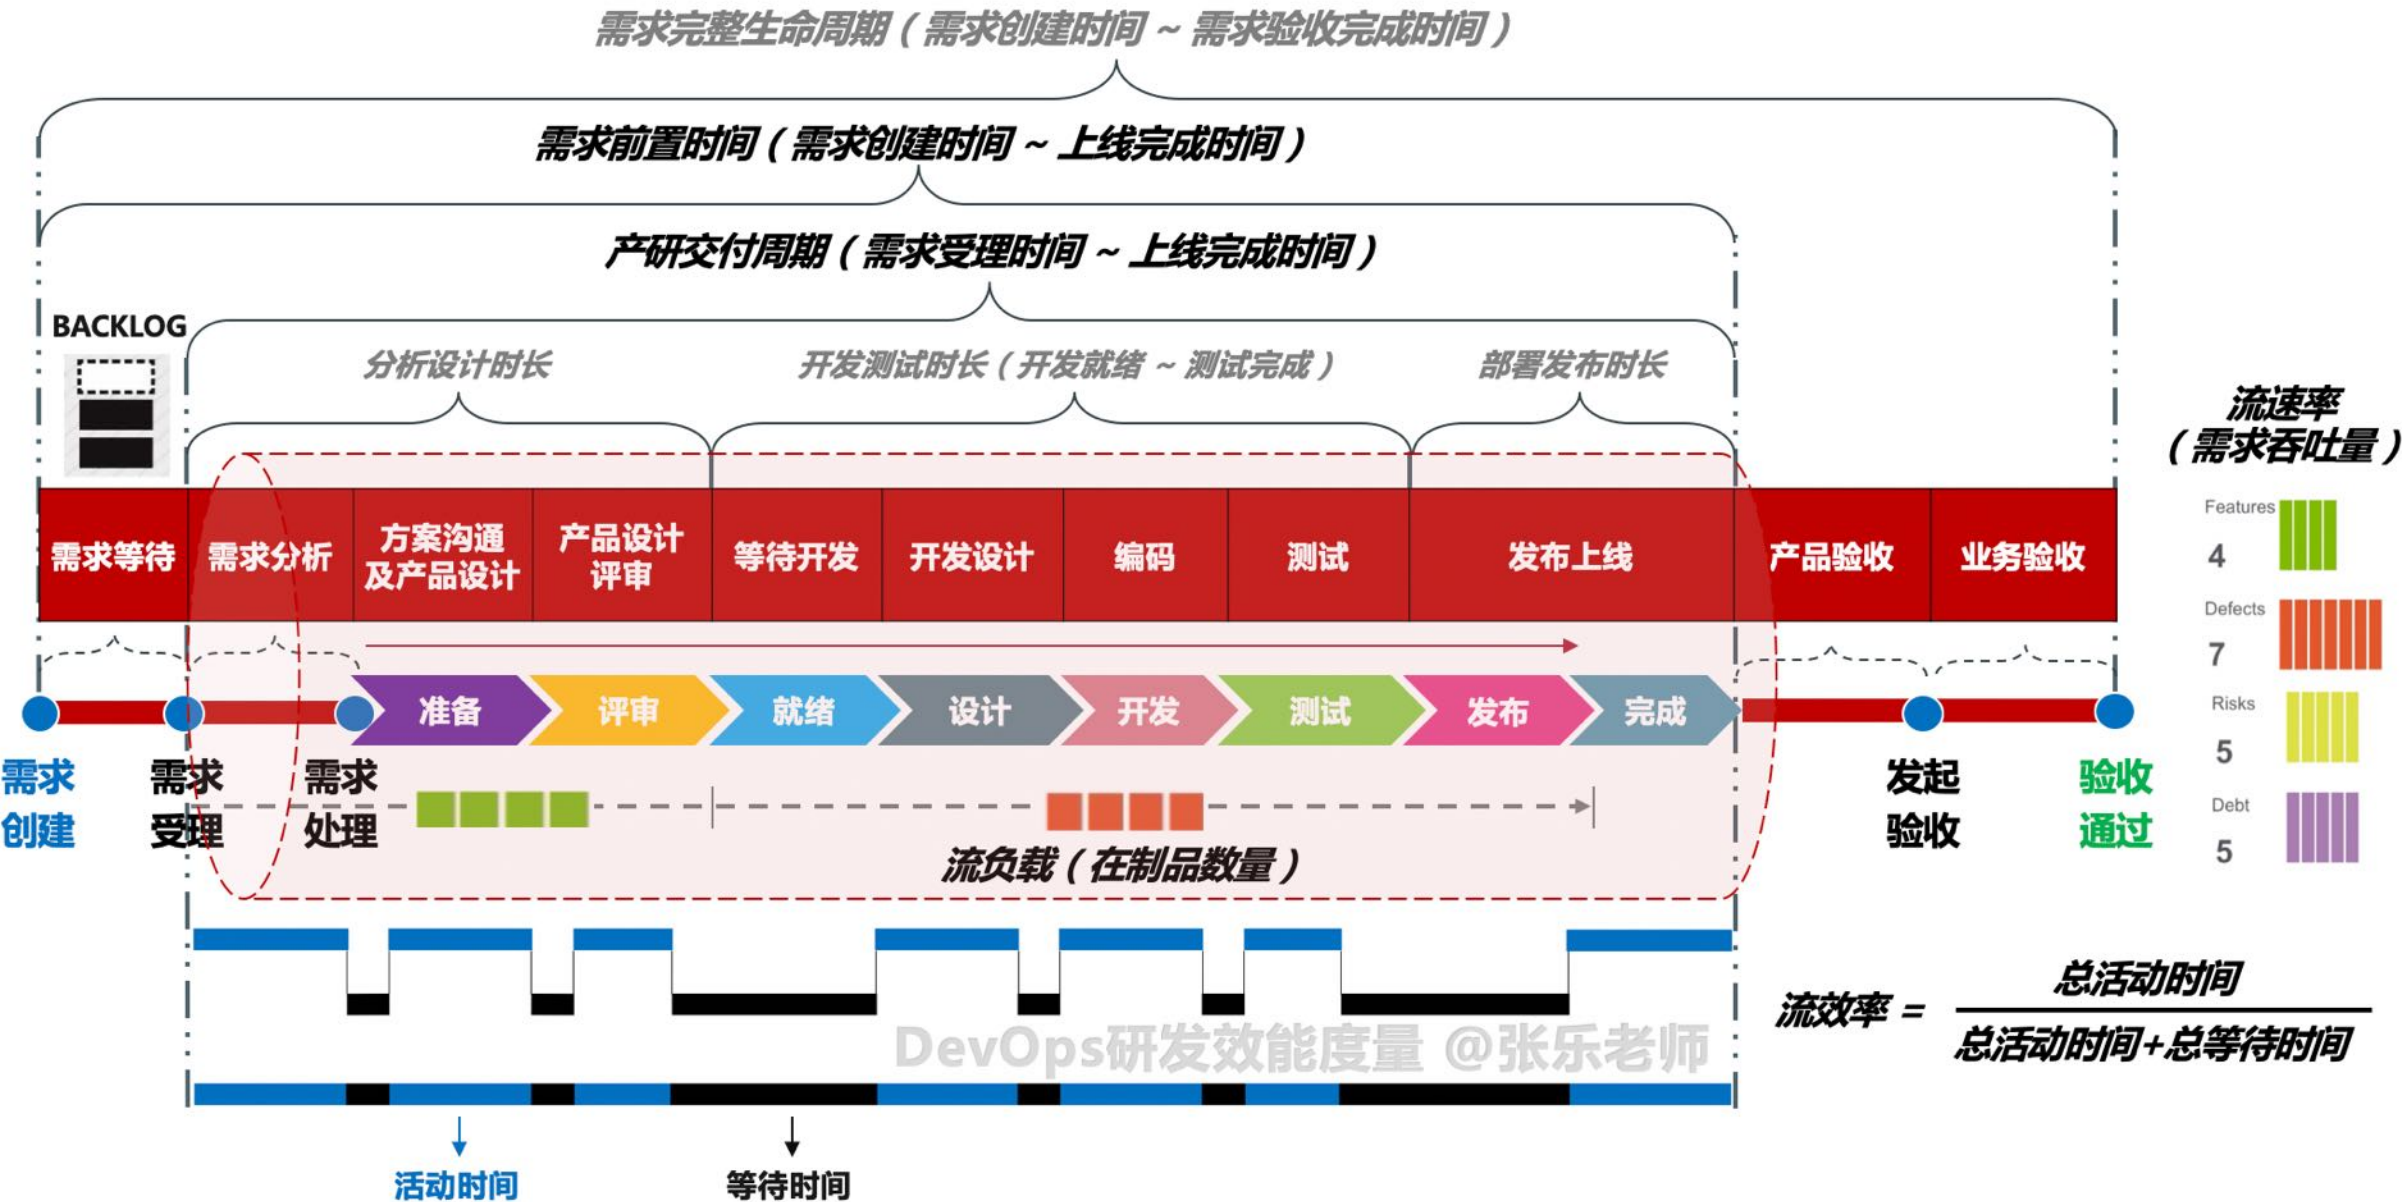 需求完整生命周期（需求创建时间 ~ 需求验收完成时间）
需求前置时间（需求创建时间 ~ 上线完成时间）
产研交付周期（需求受理时间 ~ 上线完成时间）
BACKLOG
分析设计时长
开发测试时长（开发就绪 ~ 测试完成）
部署发布时长
流速率
（需求吞吐量）
需求等待
需求分析
方案沟通
及产品设计
产品设计
评审
等待开发
开发设计
编码
测试
发布上线
产品验收
业务验收
Features
4
Defects
7
Risks
5
Debt
5
准备
评审
就绪
设计
开发
测试
发布
完成
需求
创建
需求
受理
需求
处理
发起
验收
验收
通过
流负载（在制品数量）
流效率 =
总活动时间
总活动时间+总等待时间
DevOps研发效能度量 @张乐老师
活动时间
等待时间